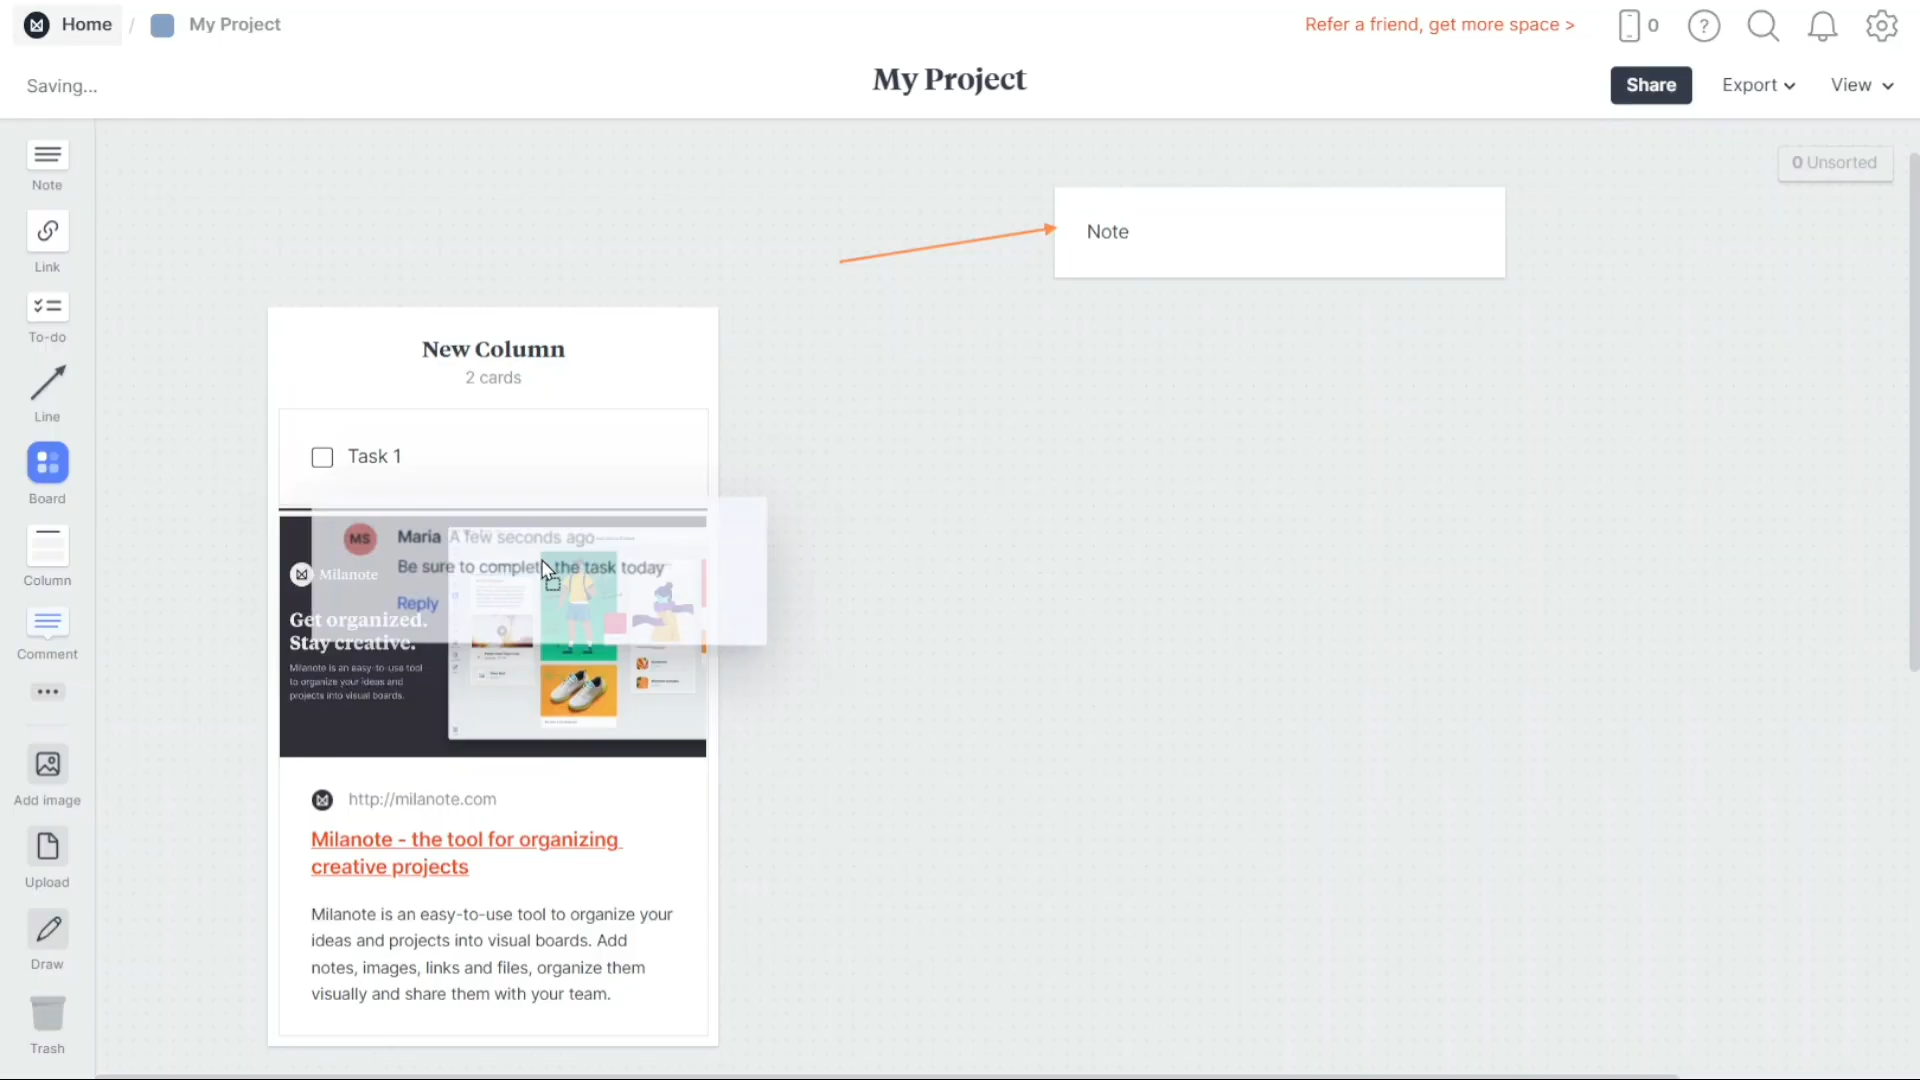 Home / My Project
Refer a friend, get more space >
0
Saving...
My Project
Share
Export
View
0 Unsorted
Note
Link
To-do
Line
Board
Column
Comment
Add image
Upload
Draw
Trash
Note
New Column
2 cards
Task 1
MS
Maria A few seconds ago
Be sure to complete the task today
Reply
Milanote
Get organized.
Stay creative.
Milanote is an easy-to-use tool
to organize your ideas and
projects into visual boards.
http://milanote.com
Milanote - the tool for organizing
creative projects
Milanote is an easy-to-use tool to organize your
ideas and projects into visual boards. Add
notes, images, links and files, organize them
visually and share them with your team.